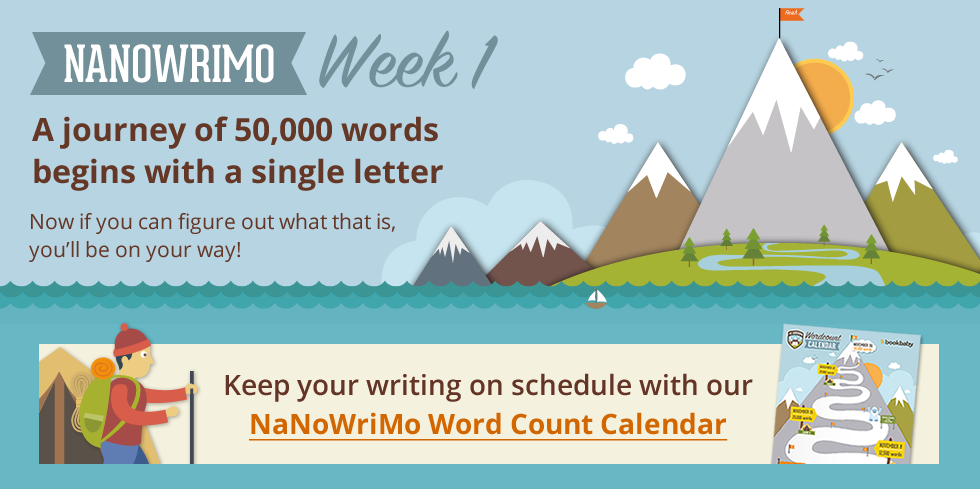 NANOWRIMO Week 1
A journey of 50,000 words
begins with a single letter
Now if you can figure out what that is,
you'll be on your way!
Keep your writing on schedule with our
NaNoWriMo Word Count Calendar
Wordcount
CALENDAR
bookbaby